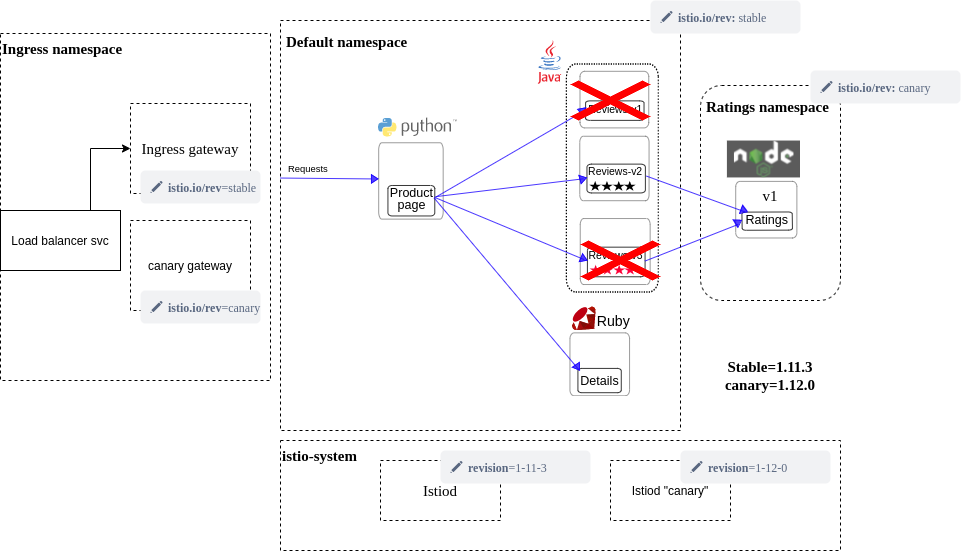 istio.io/rev: stable
Ingress namespace
Default namespace
Java
istio.io/rev: canary
Ratings namespace
python™
Reviews-v1
node
Ingress gateway
Requests
Reviews-v2
★★★★
istio.io/rev=stable
Product
page
v1
Ratings
Load balancer svc
canary gateway
Reviews-v3
istio.io/rev=canary
Ruby
Details
Stable=1.11.3
canary=1.12.0
istio-system
revision=1-11-3
revision=1-12-0
Istiod
Istiod "canary"